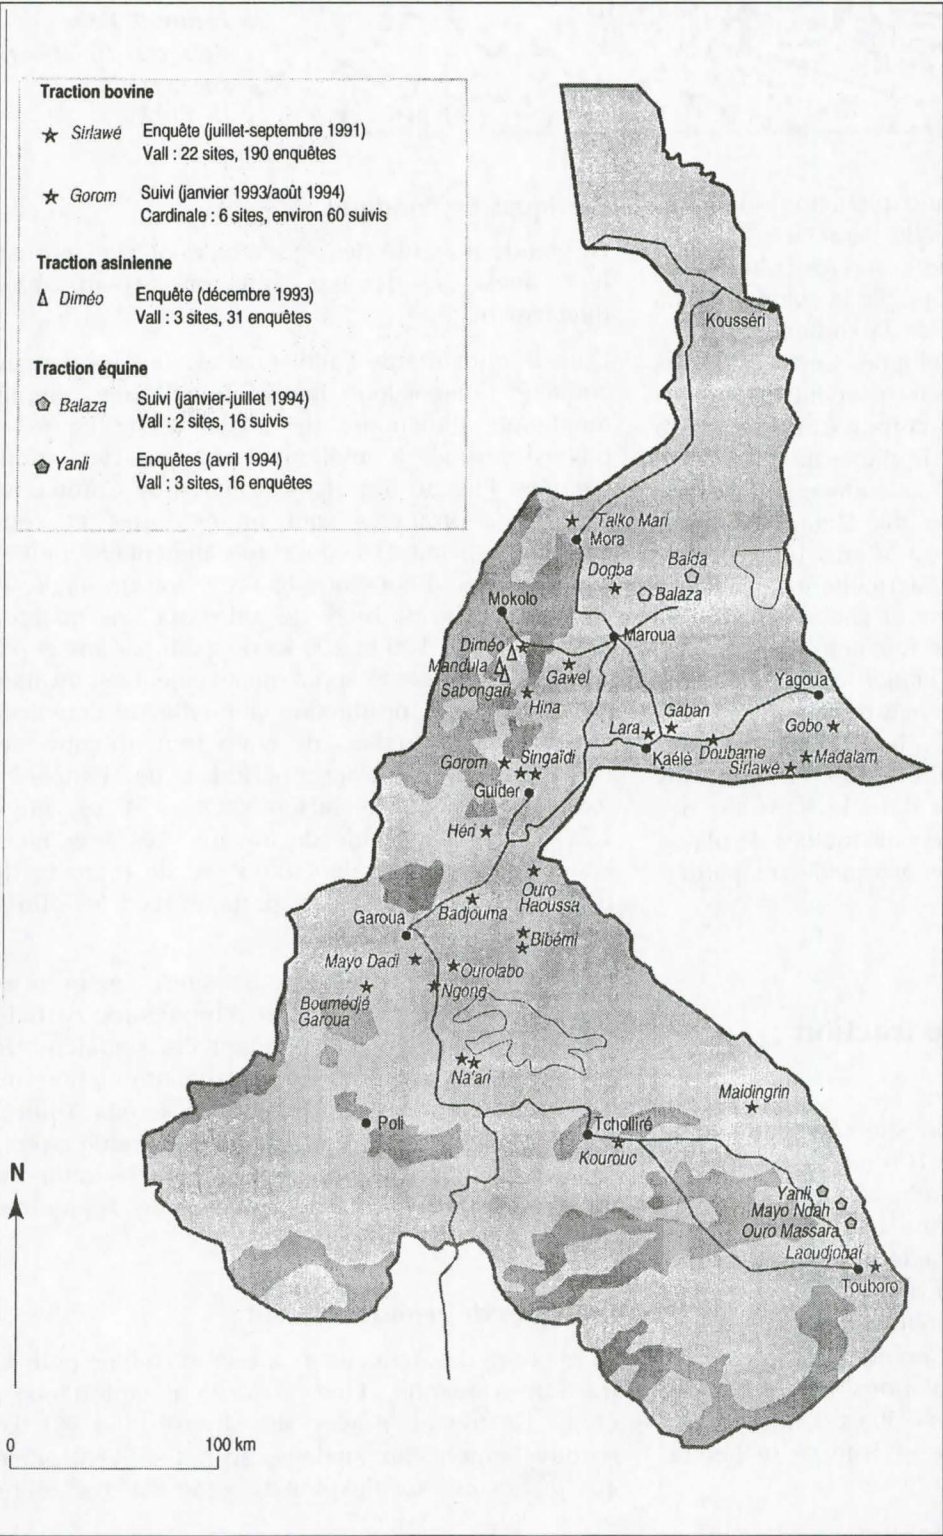 Traction bovine
Sirlawé
Enquête (juillet-septembre 1991)
Vall : 22 sites, 190 enquêtes
Gorom
Suivi (janvier 1993/août 1994)
Cardinale : 6 sites, environ 60 suivis
Traction asinienne
Diméo
Enquête (décembre 1993)
Vall : 3 sites, 31 enquêtes
Traction équine
Balaza
Suivi (janvier-juillet 1994)
Vall : 2 sites, 16 suivis
Yanli
Enquêtes (avril 1994)
Vall : 3 sites, 16 enquêtes
Kousséri
Talko Mari
Mora
Dogba
Balda
Balaza
Mokolo
Maroua
Diméo
Mandula
Sabongari
Gawel
Hina
Yagoua
Gaban
Lara
Gobo
Kaélé
Doubame
Madalam
Sirlawé
Gorom
Singaïdi
Guider
Héri
Ouro
Haoussa
Badjouma
Garoua
Bibémi
Mayo Dadi
Ourolabo
Ngong
Boumédjé
Garoua
Na'ari
Maidingrin
Poli
Tcholliré
Kourouc
Yanli
Mayo Ndah
Ouro Massara
Laoudjonaï
Touboro
N
0
100 km